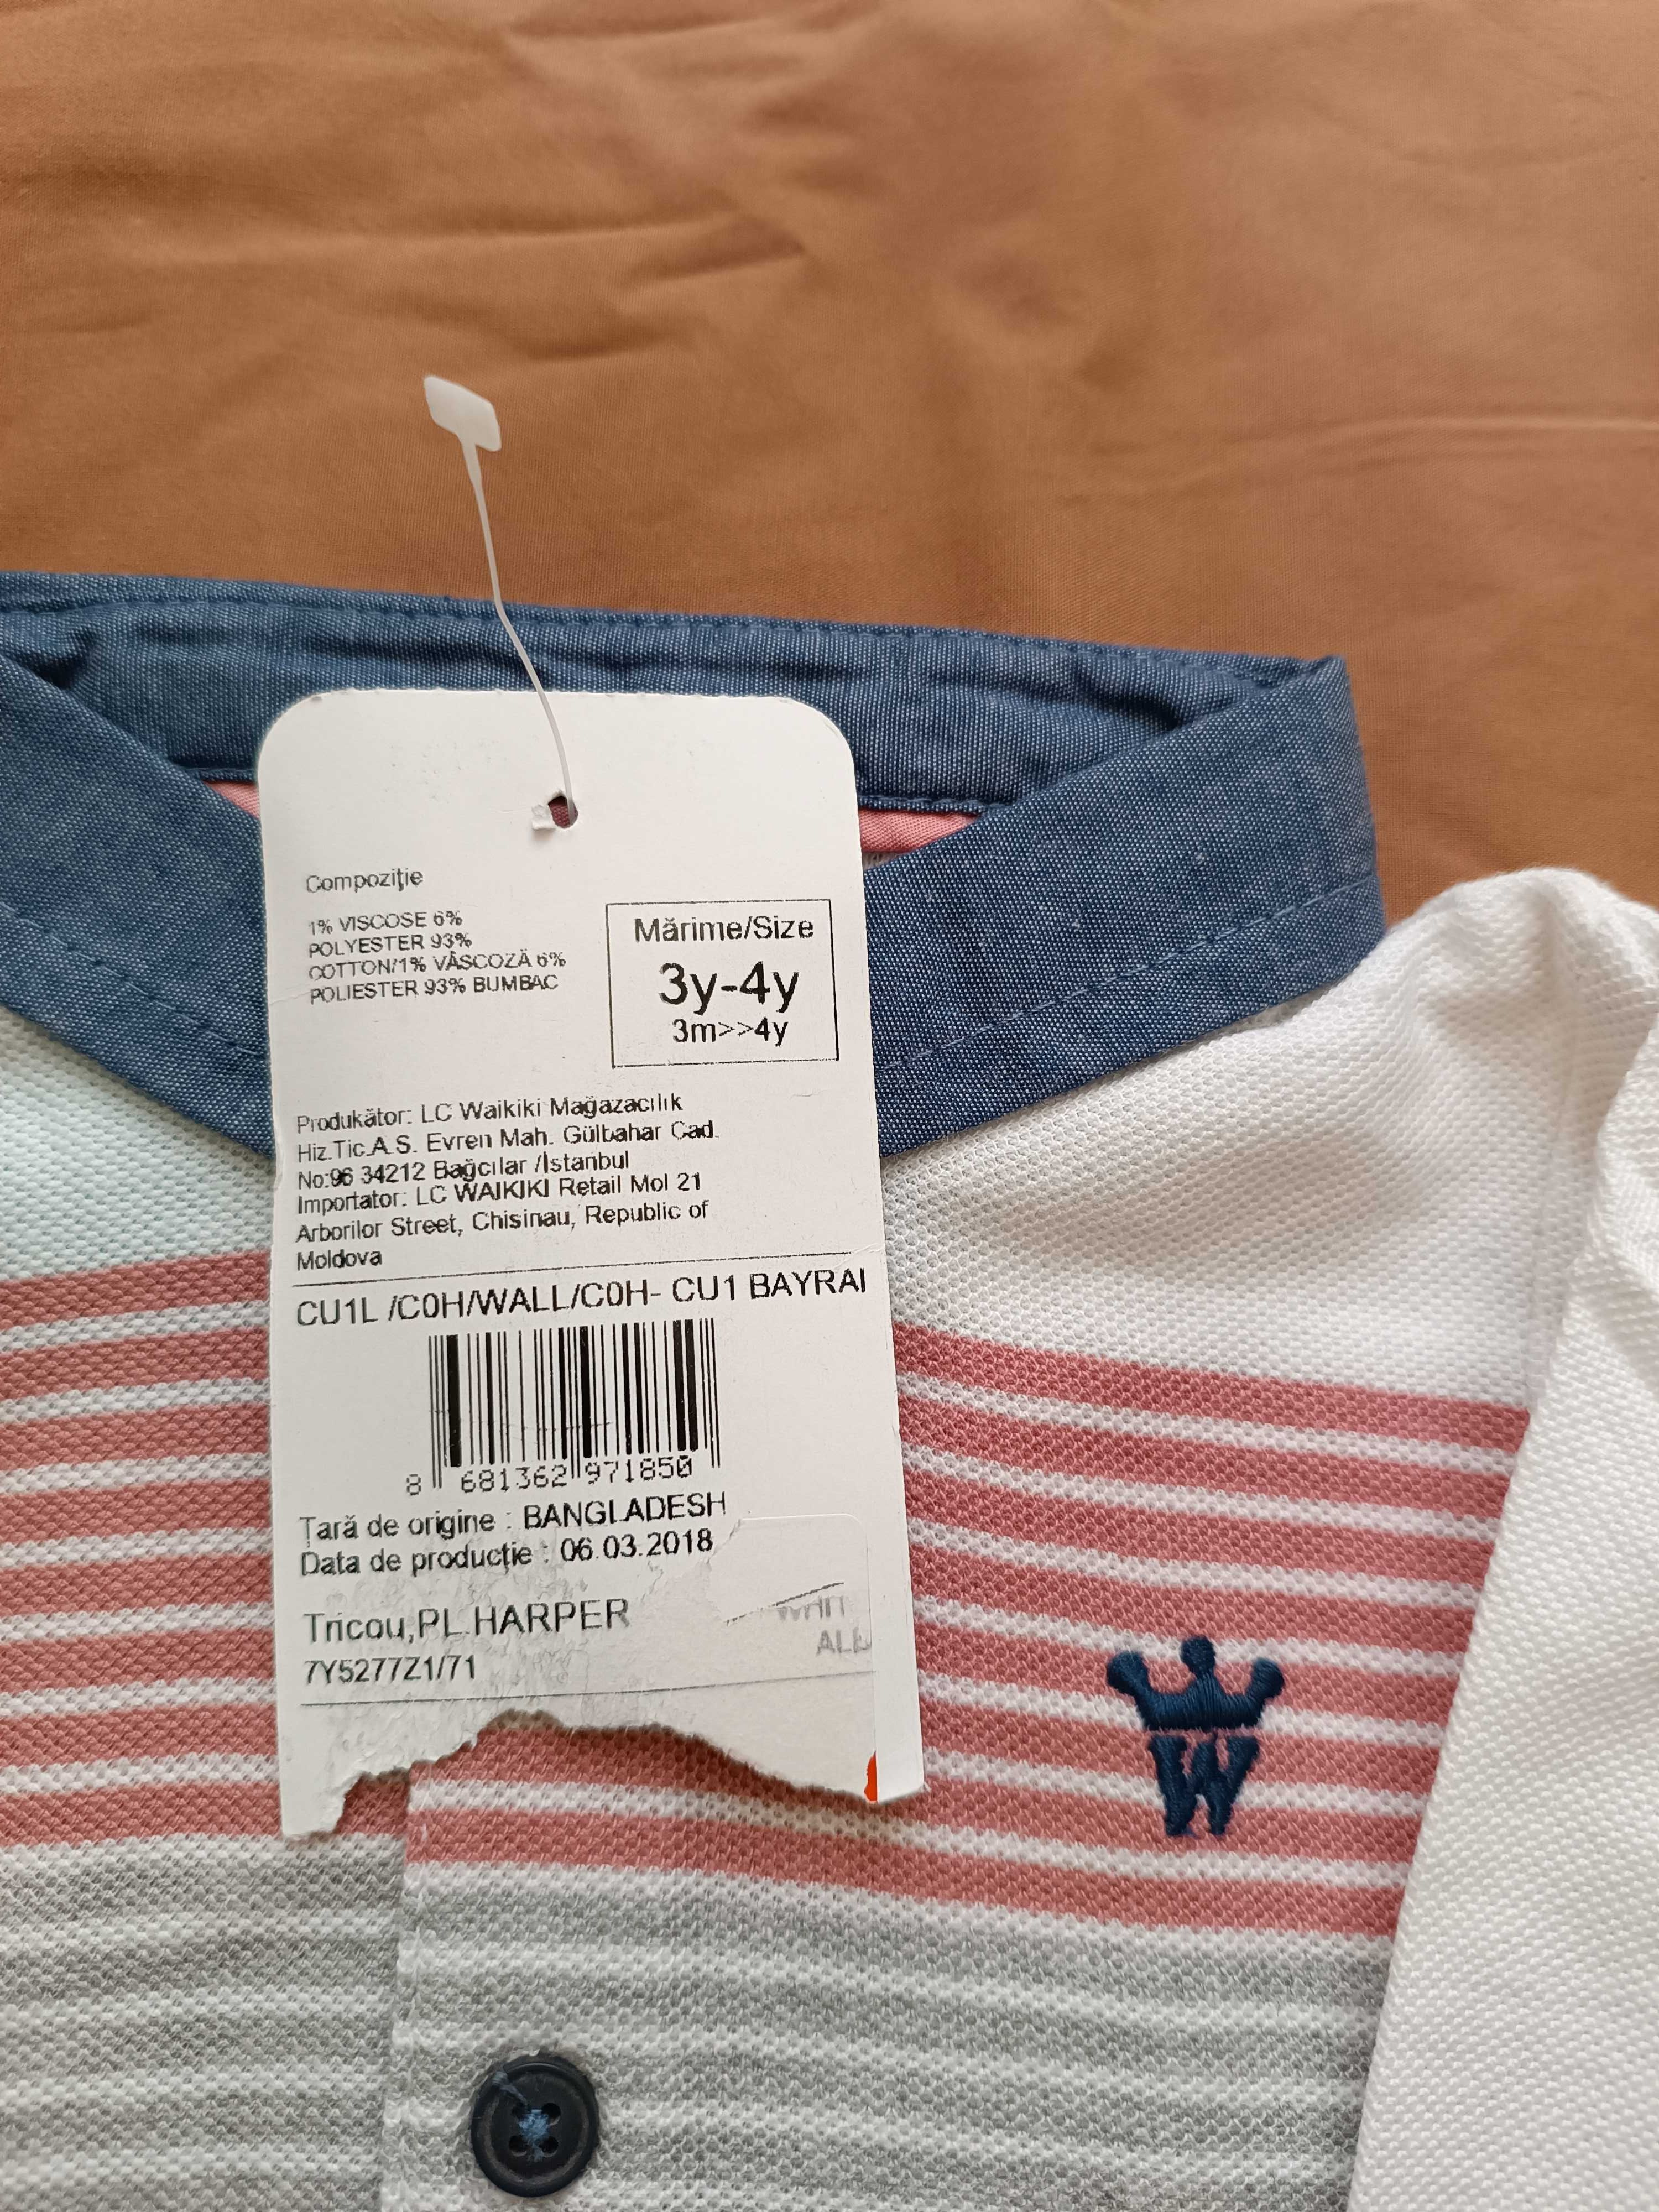 Compoziţie
1% VISCOSE 6%
POLYESTER 93%
COTTON/1% VÂSCOZĂ 6%
POLIESTER 93% BUMBAC
Mărime/Size
3y-4y
3m>>4y
Produkător: LC Waikiki Mağazacılık
Hiz.Tic.A.S. Evren Mah. Gülbahar Cad.
No:96 34212 Bağcılar /İstanbul
Importator: LC WAIKIKI Retail Mol 21
Arborilor Street, Chisinau, Republic of
Moldova
CU1L /C0H/WALL/C0H- CU1 BAYRAI
8 681362 971850
Ţară de origine : BANGLADESH
Data de producţie : 06.03.2018
Tricou,PL.HARPER
7Y5277Z1/71
W